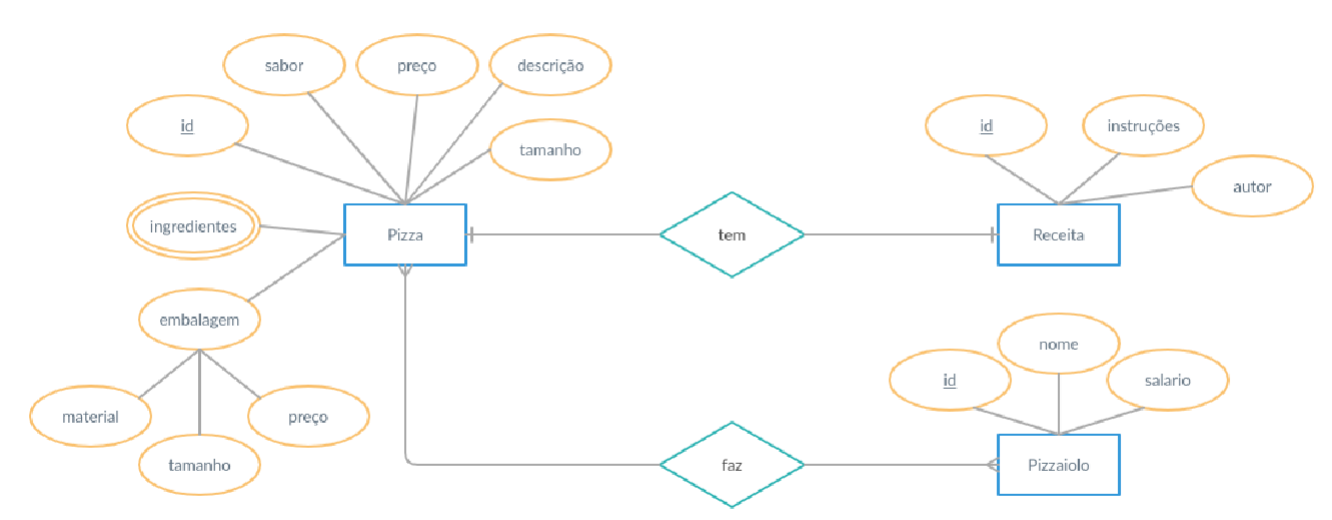 sabor
preço
descrição
id
id
instruções
tamanho
autor
ingredientes
Pizza
tem
Receita
embalagem
nome
id
salario
material
preço
tamanho
faz
Pizzaiolo